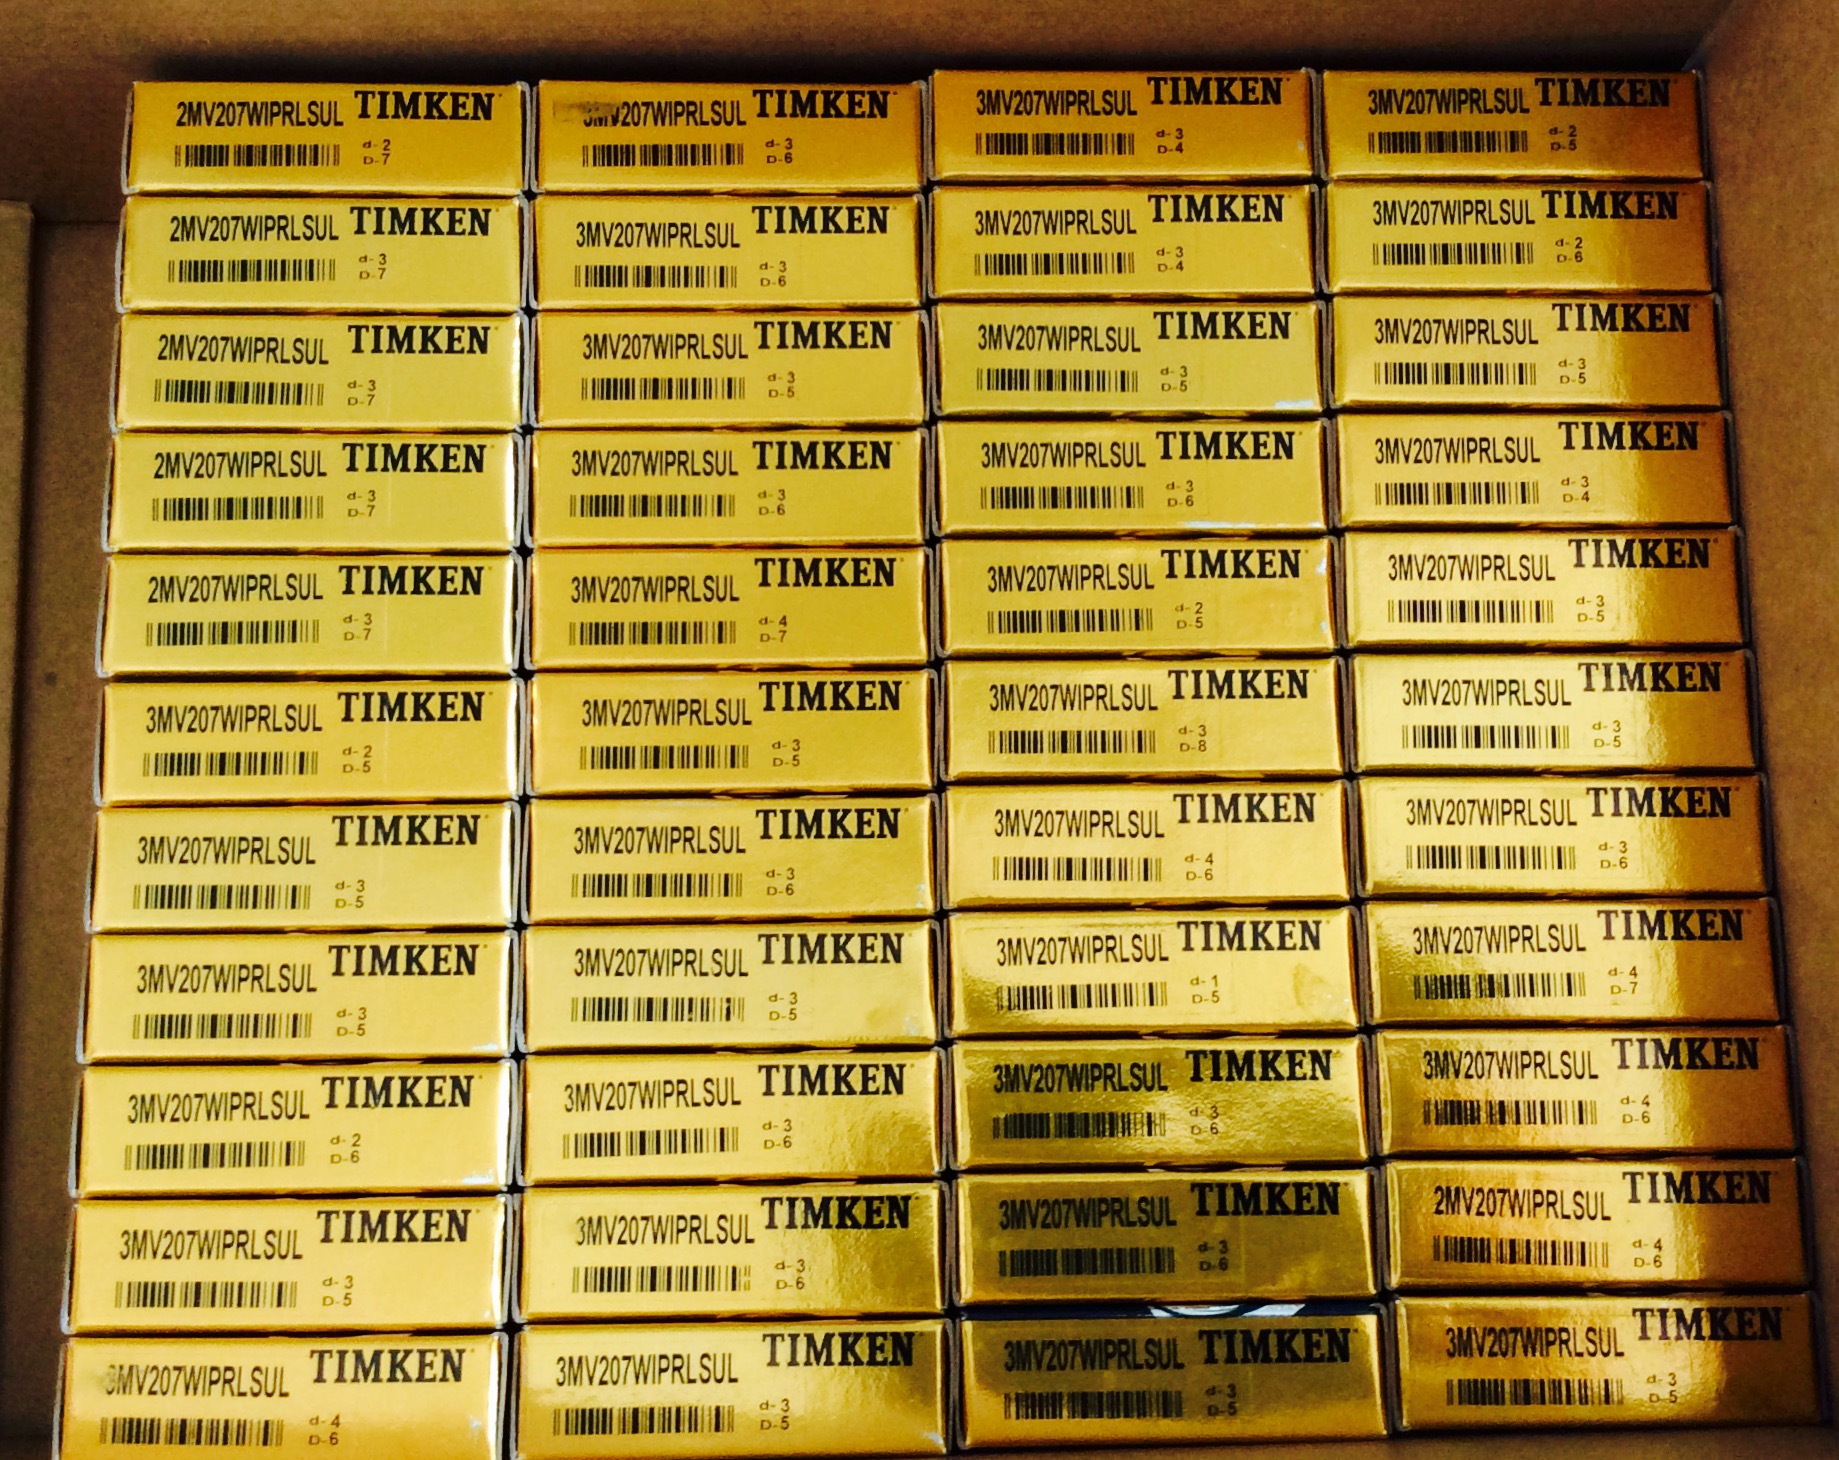 2MV207WIPRLSUL TIMKEN
d- 2
D-7
3MV207WIPRLSUL TIMKEN
d- 3
D-6
3MV207WIPRLSUL TIMKEN
d- 3
D-4
3MV207WIPRLSUL TIMKEN
d- 2
D-5
2MV207WIPRLSUL TIMKEN
d- 3
D-7
3MV207WIPRLSUL TIMKEN
d- 3
D-6
3MV207WIPRLSUL TIMKEN
d- 3
D-4
3MV207WIPRLSUL TIMKEN
d- 2
D-6
2MV207WIPRLSUL TIMKEN
d- 3
D-7
3MV207WIPRLSUL TIMKEN
d- 3
D-5
3MV207WIPRLSUL TIMKEN
d- 3
D-5
3MV207WIPRLSUL TIMKEN
d- 3
D-5
2MV207WIPRLSUL TIMKEN
d- 3
D-7
3MV207WIPRLSUL TIMKEN
d- 3
D-6
3MV207WIPRLSUL TIMKEN
d- 3
D-6
3MV207WIPRLSUL TIMKEN
d- 3
D-4
2MV207WIPRLSUL TIMKEN
d- 3
D-7
3MV207WIPRLSUL TIMKEN
d- 4
D-7
3MV207WIPRLSUL TIMKEN
d- 2
D-5
3MV207WIPRLSUL TIMKEN
d- 3
D-5
3MV207WIPRLSUL TIMKEN
d- 2
D-5
3MV207WIPRLSUL TIMKEN
d- 3
D-5
3MV207WIPRLSUL TIMKEN
d- 3
D-8
3MV207WIPRLSUL TIMKEN
d- 3
D-5
3MV207WIPRLSUL TIMKEN
d- 3
D-5
3MV207WIPRLSUL TIMKEN
d- 3
D-6
3MV207WIPRLSUL TIMKEN
d- 4
D-6
3MV207WIPRLSUL TIMKEN
d- 3
D-6
3MV207WIPRLSUL TIMKEN
d- 3
D-5
3MV207WIPRLSUL TIMKEN
d- 3
D-5
3MV207WIPRLSUL TIMKEN
d- 1
D-5
3MV207WIPRLSUL TIMKEN
d- 4
D-7
3MV207WIPRLSUL TIMKEN
d- 2
D-6
3MV207WIPRLSUL TIMKEN
d- 3
D-6
3MV207WIPRLSUL TIMKEN
d- 3
D-6
3MV207WIPRLSUL TIMKEN
d- 4
D-6
3MV207WIPRLSUL TIMKEN
d- 3
D-5
3MV207WIPRLSUL TIMKEN
d- 3
D-6
3MV207WIPRLSUL TIMKEN
d- 3
D-6
2MV207WIPRLSUL TIMKEN
d- 4
D-6
3MV207WIPRLSUL TIMKEN
d- 4
D-6
3MV207WIPRLSUL TIMKEN
d- 3
D-5
3MV207WIPRLSUL TIMKEN
d- 3
D-5
3MV207WIPRLSUL TIMKEN
d- 3
D-5